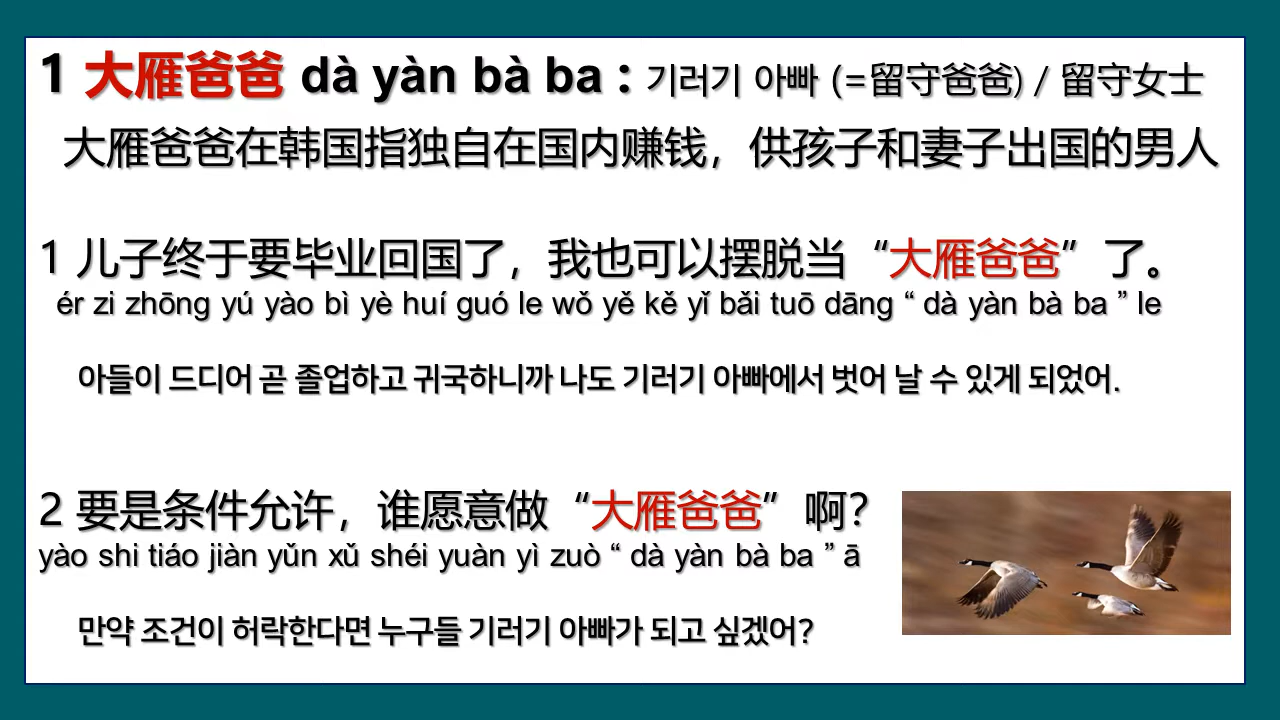 1 大雁爸爸 dà yàn bà ba : 기러기 아빠 (=留守爸爸) / 留守女士
大雁爸爸在韩国指独自在国内赚钱，供孩子和妻子出国的男人
1 儿子终于要毕业回国了，我也可以摆脱当“大雁爸爸”了。
ér zi zhōng yú yào bì yè huí guó le wǒ yě kě yǐ bǎi tuō dāng “ dà yàn bà ba ” le
아들이 드디어 곧 졸업하고 귀국하니까 나도 기러기 아빠에서 벗어 날 수 있게 되었어.
2 要是条件允许，谁愿意做“大雁爸爸”啊？
yào shi tiáo jiàn yǔn xǔ shéi yuàn yì zuò “ dà yàn bà ba ” ā
만약 조건이 허락한다면 누구들 기러기 아빠가 되고 싶겠어?